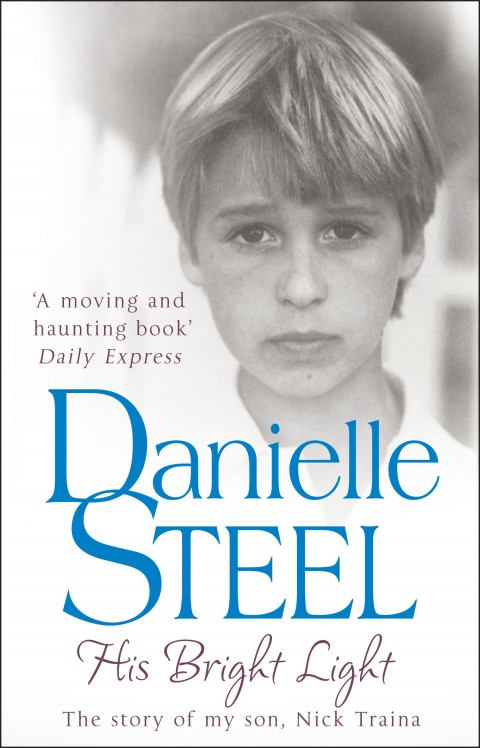 ‘A moving and
haunting book’
Daily Express
Danielle
STEEL
His Bright Light
The story of my son, Nick Traina